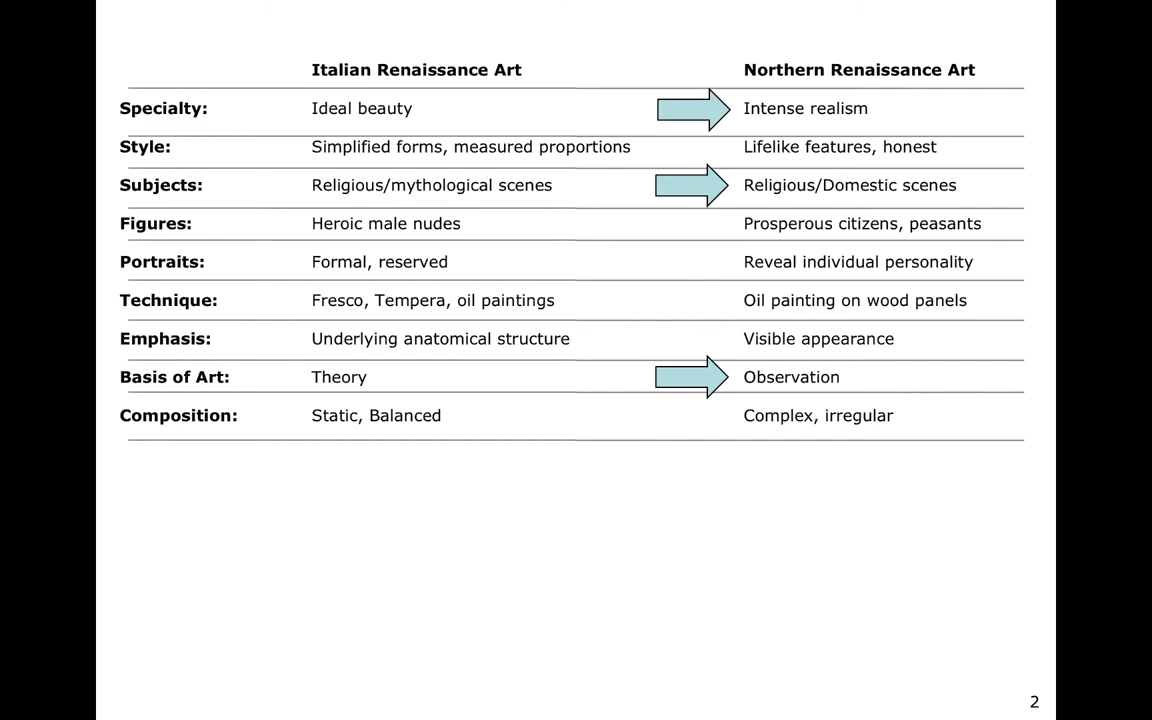 Italian Renaissance Art Northern Renaissance Art
Specialty: Ideal beauty Intense realism
Style: Simplified forms, measured proportions Lifelike features, honest
Subjects: Religious/mythological scenes Religious/Domestic scenes
Figures: Heroic male nudes Prosperous citizens, peasants
Portraits: Formal, reserved Reveal individual personality
Technique: Fresco, Tempera, oil paintings Oil painting on wood panels
Emphasis: Underlying anatomical structure Visible appearance
Basis of Art: Theory Observation
Composition: Static, Balanced Complex, irregular
2